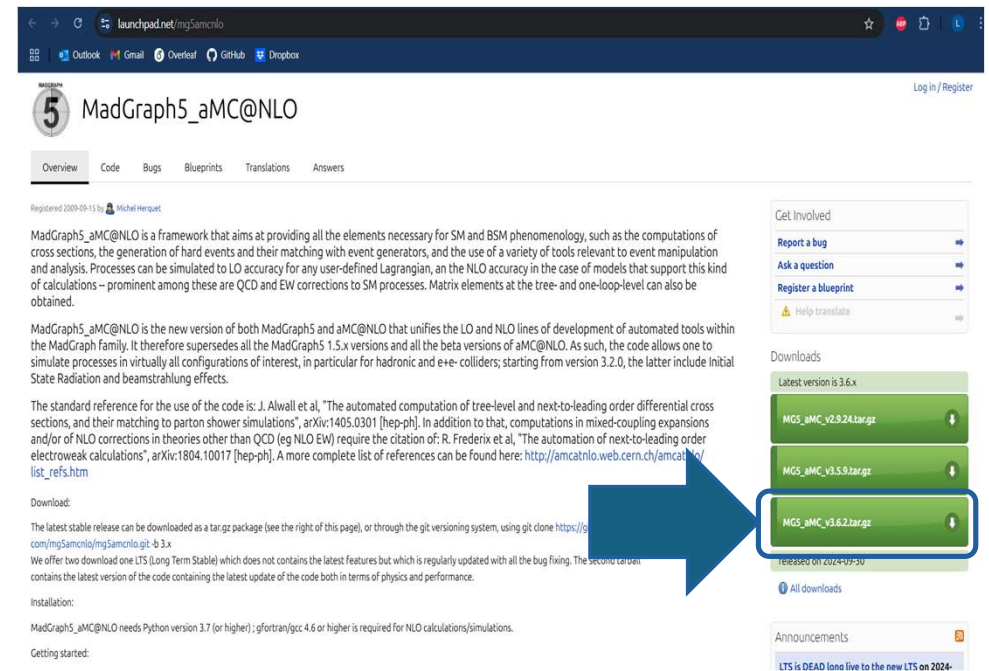 launchpad.net/mg5amcnlo
ABP
L
Outlook
Gmail
Overleaf
GitHub
Dropbox
Log in / Register
MADGRAPH
5
MadGraph5_aMC@NLO
Overview
Code
Bugs
Blueprints
Translations
Answers
Registered 2009-09-15 by Michel Herquet
MadGraph5_aMC@NLO is a framework that aims at providing all the elements necessary for SM and BSM phenomenology, such as the computations of
cross sections, the generation of hard events and their matching with event generators, and the use of a variety of tools relevant to event manipulation
and analysis. Processes can be simulated to LO accuracy for any user-defined Lagrangian, an the NLO accuracy in the case of models that support this kind
of calculations -- prominent among these are QCD and EW corrections to SM processes. Matrix elements at the tree- and one-loop-level can also be
obtained.
MadGraph5_aMC@NLO is the new version of both MadGraph5 and aMC@NLO that unifies the LO and NLO lines of development of automated tools within
the MadGraph family. It therefore supersedes all the MadGraph5 1.5.x versions and all the beta versions of aMC@NLO. As such, the code allows one to
simulate processes in virtually all configurations of interest, in particular for hadronic and e+e- colliders; starting from version 3.2.0, the latter include Initial
State Radiation and beamstrahlung effects.
The standard reference for the use of the code is: J. Alwall et al, "The automated computation of tree-level and next-to-leading order differential cross
sections, and their matching to parton shower simulations", arXiv:1405.0301 [hep-ph]. In addition to that, computations in mixed-coupling expansions
and/or of NLO corrections in theories other than QCD (eg NLO EW) require the citation of: R. Frederix et al, "The automation of next-to-leading order
electroweak calculations", arXiv:1804.10017 [hep-ph]. A more complete list of references can be found here: http://amcatnlo.web.cern.ch/amcatnlo/
list_refs.htm
Download:
The latest stable release can be downloaded as a tar.gz package (see the right of this page), or through the git versioning system, using git clone https://g
com/mg5amcnlo/mg5amcnlo.git -b 3.x
We offer two download one LTS (Long Term Stable) which does not contains the latest features but which is regularly updated with all the bug fixing. The second tarball
contains the latest version of the code containing the latest update of the code both in terms of physics and performance.
Installation:
MadGraph5_aMC@NLO needs Python version 3.7 (or higher) ; gfortran/gcc 4.6 or higher is required for NLO calculations/simulations.
Getting started:
Get Involved
Report a bug
Ask a question
Register a blueprint
Help translate
Downloads
Latest version is 3.6.x
MG5_aMC_v2.9.24.tar.gz
MG5_aMC_v3.5.9.tar.gz
MG5_aMC_v3.6.2.tar.gz
released on 2024-09-30
All downloads
Announcements
LTS is DEAD long live to the new LTS on 2024-